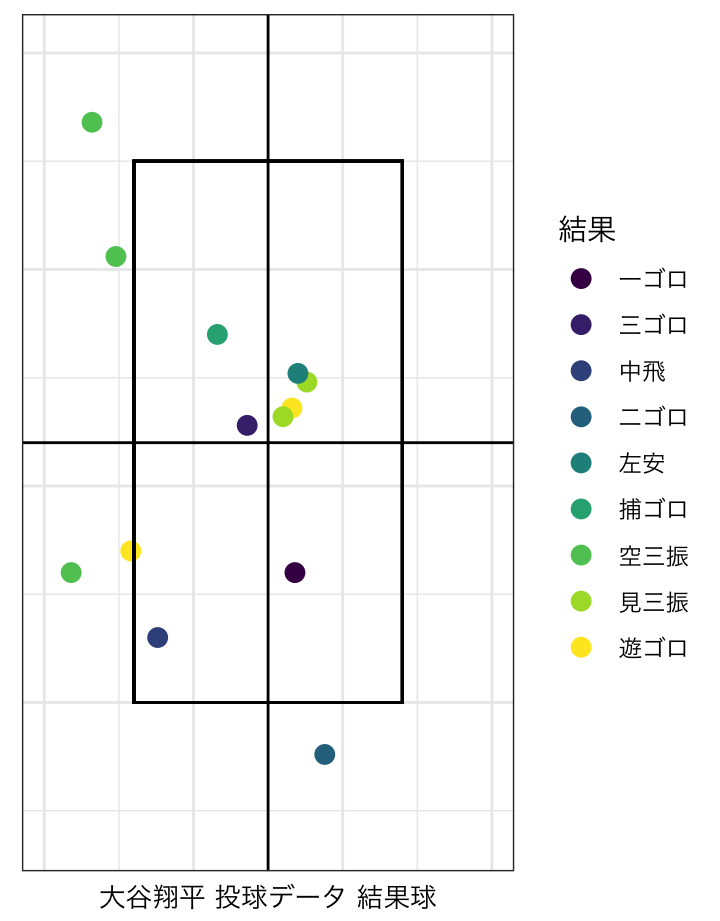 結果
一ゴロ
三ゴロ
中飛
二ゴロ
左安
捕ゴロ
空三振
見三振
遊ゴロ
大谷翔平 投球データ 結果球